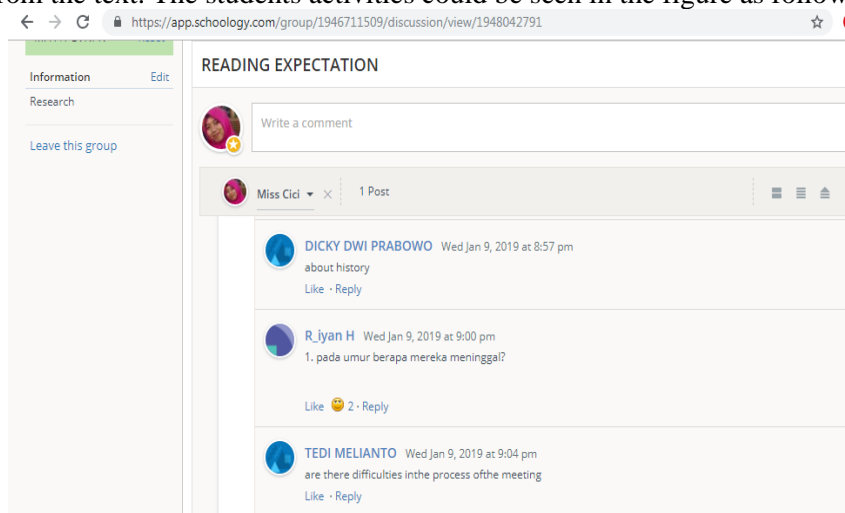 from the text. The students activities could be seen in the figure as follow
https://app.schoology.com/group/1946711509/discussion/view/1948042791
Information Edit
Research
Leave this group
READING EXPECTATION
Write a comment
Miss Cici 1 Post
DICKY DWI PRABOWO Wed Jan 9, 2019 at 8:57 pm
about history
Like · Reply
R_iyan H Wed Jan 9, 2019 at 9:00 pm
1. pada umur berapa mereka meninggal?
Like 2 · Reply
TEDI MELIANTO Wed Jan 9, 2019 at 9:04 pm
are there difficulties inthe process ofthe meeting
Like · Reply